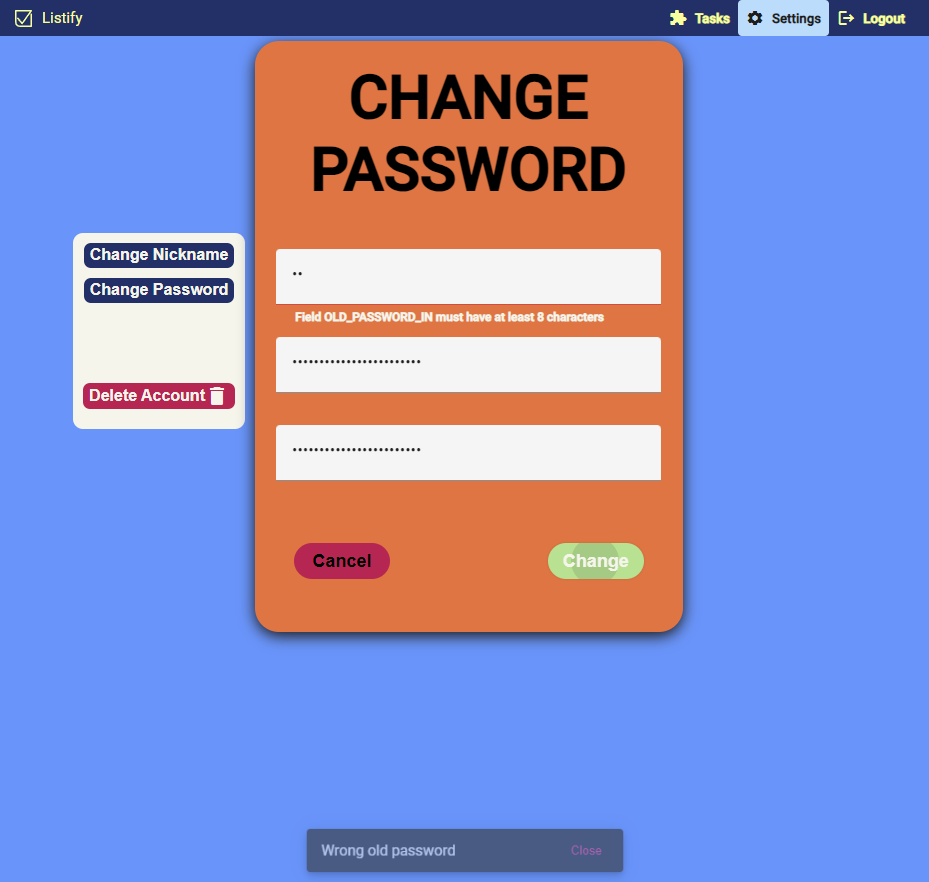 Listify
Tasks
Settings
Logout
CHANGE
PASSWORD
Change Nickname
Change Password
Delete Account
••
Field OLD_PASSWORD_IN must have at least 8 characters
••••••••••••••••••••••••
••••••••••••••••••••••••
Cancel
Change
Wrong old password
Close